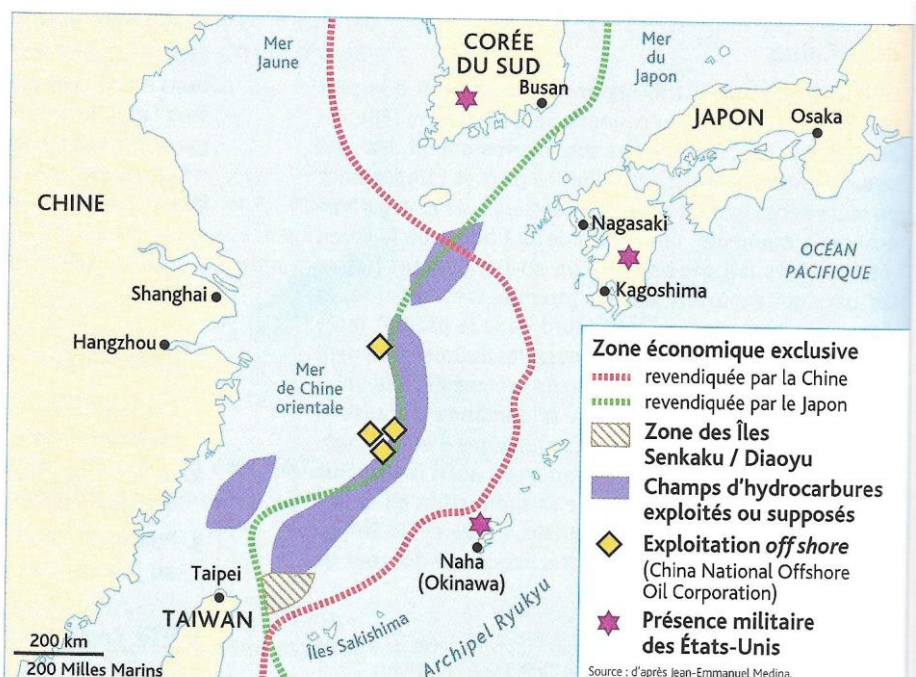 Mer
Jaune
CORÉE
DU SUD
Busan
Mer
du
Japon
JAPON
Osaka
CHINE
Nagasaki
OCÉAN
PACIFIQUE
Kagoshima
Shanghai
Hangzhou
Mer
de Chine
orientale
Naha
(Okinawa)
Taipei
TAIWAN
Îles Sakishima
Archipel Ryukyu
200 km
200 Milles Marins
Zone économique exclusive
revendiquée par la Chine
revendiquée par le Japon
Zone des Îles
Senkaku / Diaoyu
Champs d'hydrocarbures
exploités ou supposés
Exploitation off shore
(China National Offshore
Oil Corporation)
Présence militaire
des États-Unis
Source : d'après Jean-Emmanuel Medina.